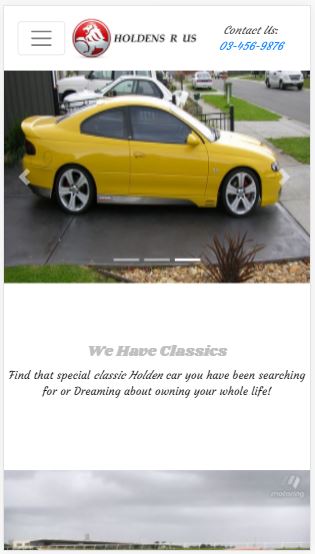 HOLDENS R US
Contact Us:
03-456-9876
We Have Classics
Find that special classic Holden car you have been searching
for or Dreaming about owning your whole life!
motoring